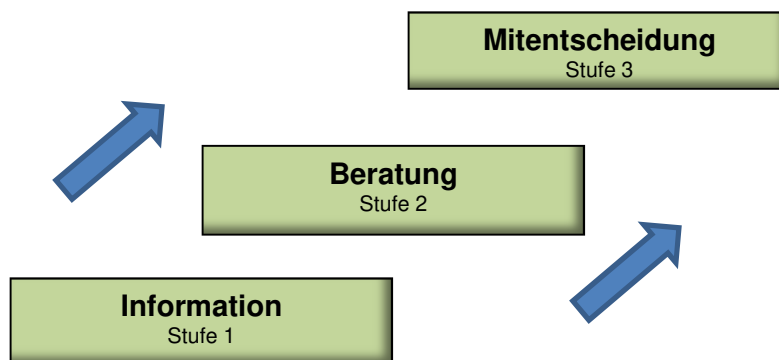 Mitentscheidung
Stufe 3
Beratung
Stufe 2
Information
Stufe 1